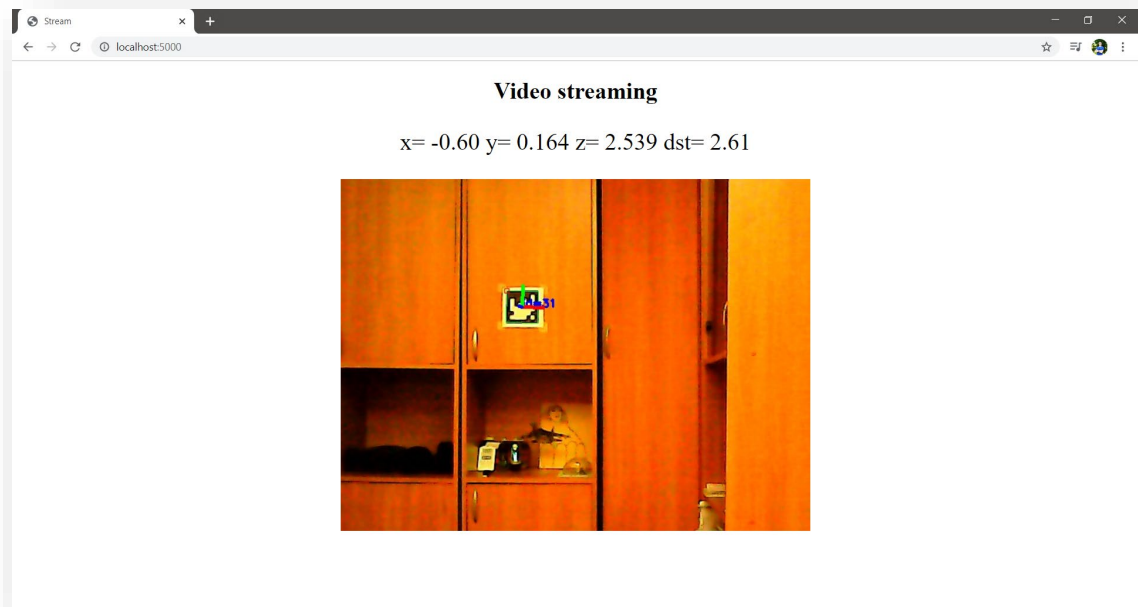 Stream
localhost:5000
Video streaming
x= -0.60 y= 0.164 z= 2.539 dst= 2.61